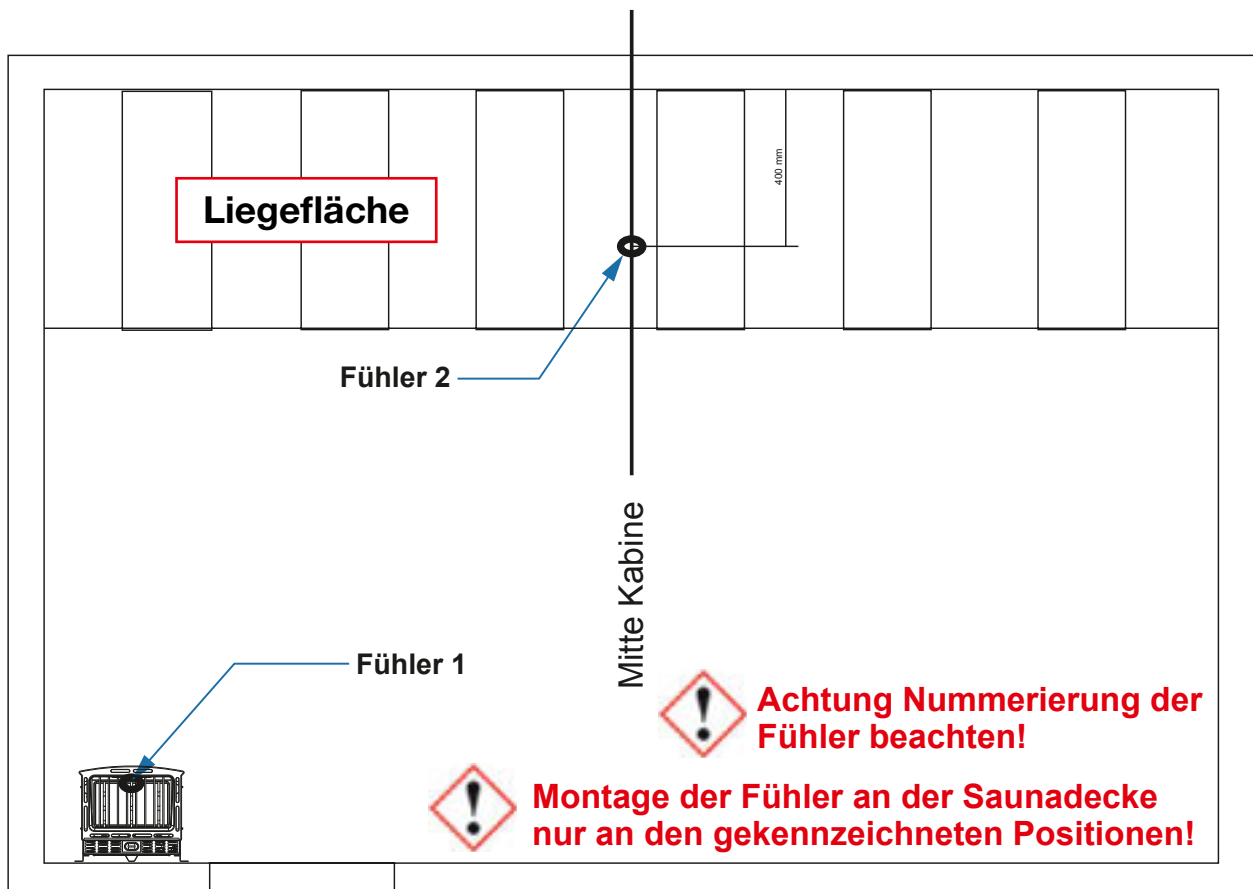 400 mm
Liegefläche
Fühler 2
Mitte Kabine
Fühler 1
Achtung Nummerierung der
Fühler beachten!
Montage der Fühler an der Saunadecke
nur an den gekennzeichneten Positionen!